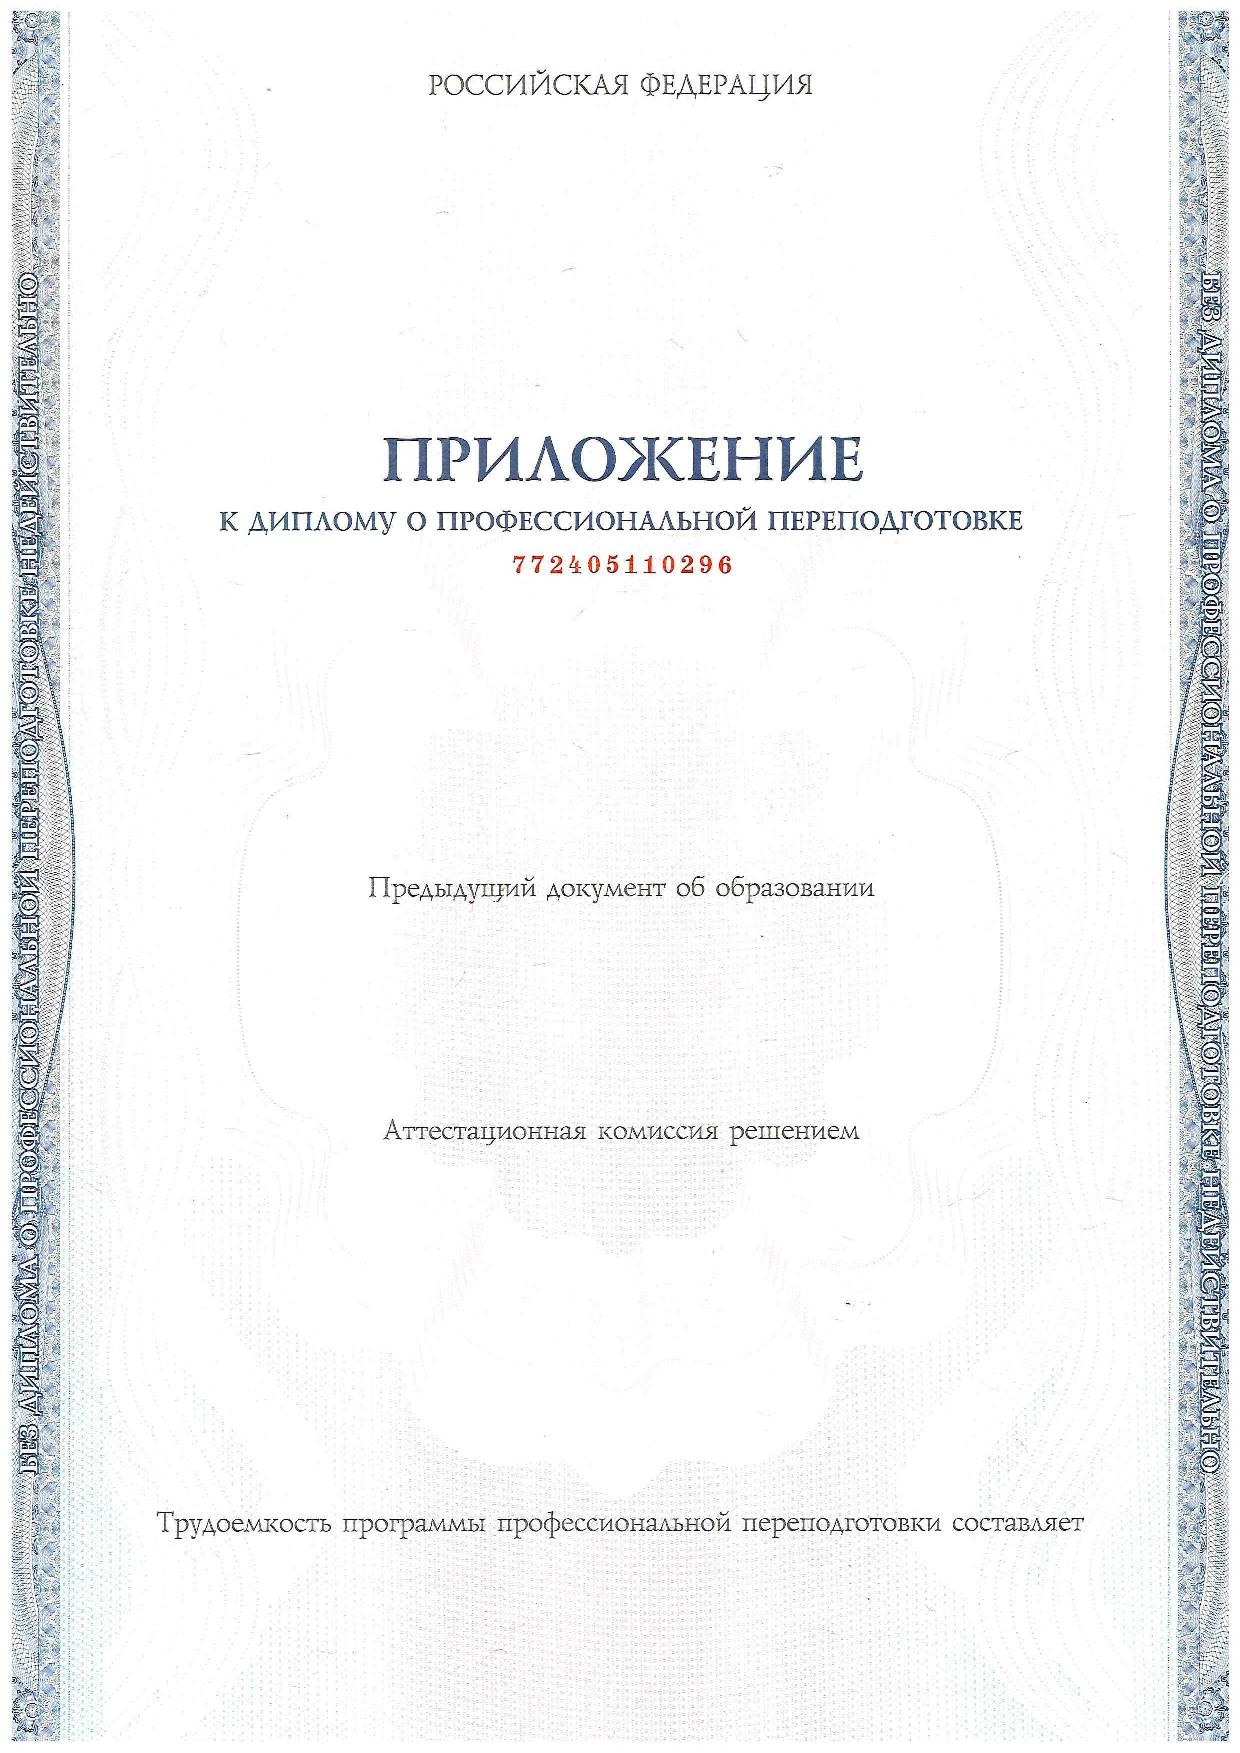 РОССИЙСКАЯ ФЕДЕРАЦИЯ
ПРИЛОЖЕНИЕ
К ДИПЛОМУ О ПРОФЕССИОНАЛЬНОЙ ПЕРЕПОДГОТОВКЕ
772405110296
Предыдущий документ об образовании
Аттестационная комиссия решением
Трудоемкость программы профессиональной переподготовки составляет
БЕЗ ДИПЛОМА О ПРОФЕССИОНАЛЬНОЙ ПЕРЕПОДГОТОВКЕ НЕДЕЙСТВИТЕЛЬНО
БЕЗ ДИПЛОМА О ПРОФЕССИОНАЛЬНОЙ ПЕРЕПОДГОТОВКЕ НЕДЕЙСТВИТЕЛЬНО